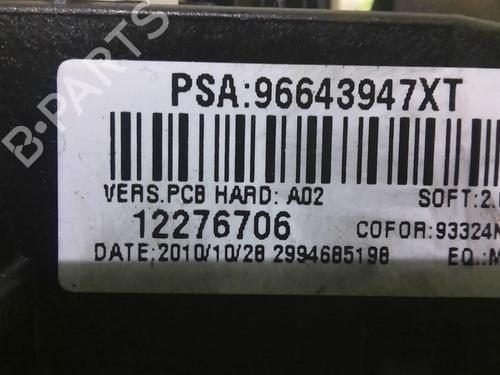 B-PARTS
PSA:96643947XT
VERS.PCB HARD: A02 SOFT:2.
12276706 COFOR:93324
DATE;2010/10/28 2994685198 EQ.:M